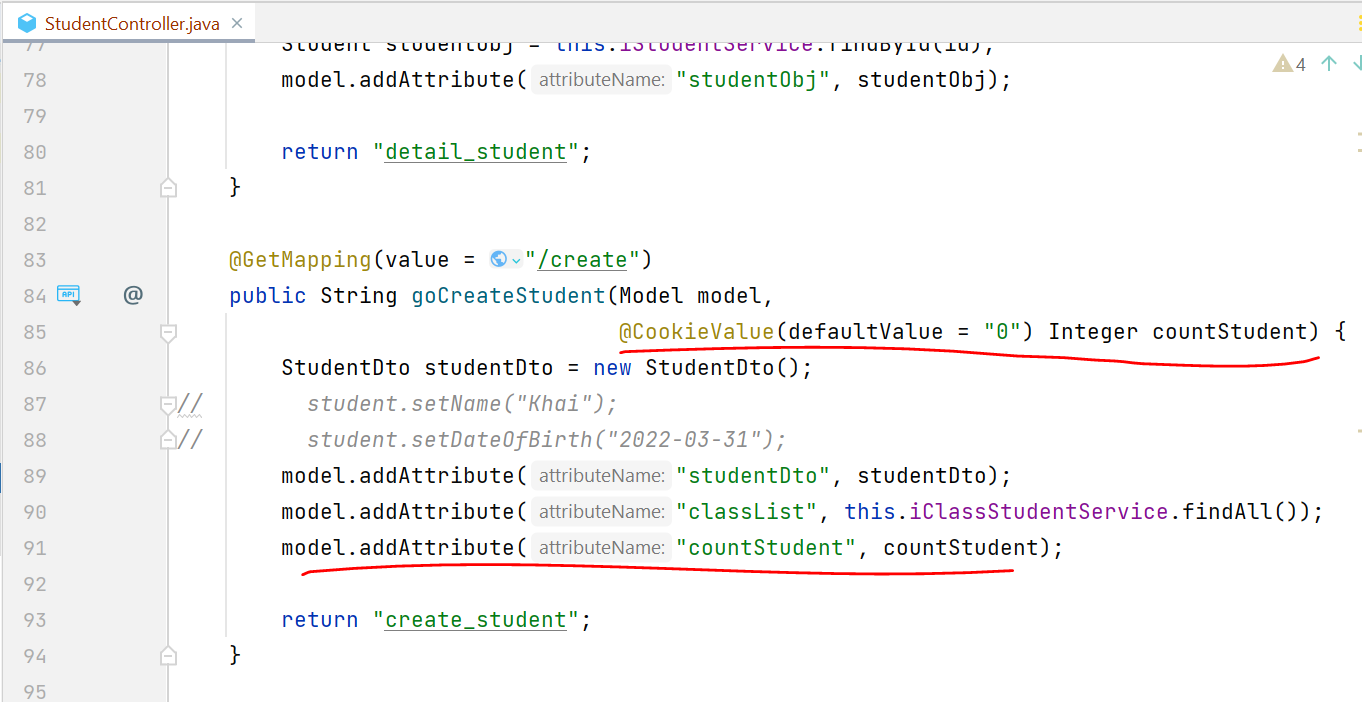 StudentController.java ×
77 Student studentObj = this.iStudentService.findById(id);
4
78 model.addAttribute( attributeName: "studentObj", studentObj);
79
80 return "detail_student";
81 }
82
83 @GetMapping(value = "/create")
84 API @ public String goCreateStudent(Model model,
85 @CookieValue(defaultValue = "0") Integer countStudent) {
86 StudentDto studentDto = new StudentDto();
87 // student.setName("Khai");
88 // student.setDateOfBirth("2022-03-31");
89 model.addAttribute( attributeName: "studentDto", studentDto);
90 model.addAttribute( attributeName: "classList", this.iClassStudentService.findAll());
91 model.addAttribute( attributeName: "countStudent", countStudent);
92
93 return "create_student";
94 }
95